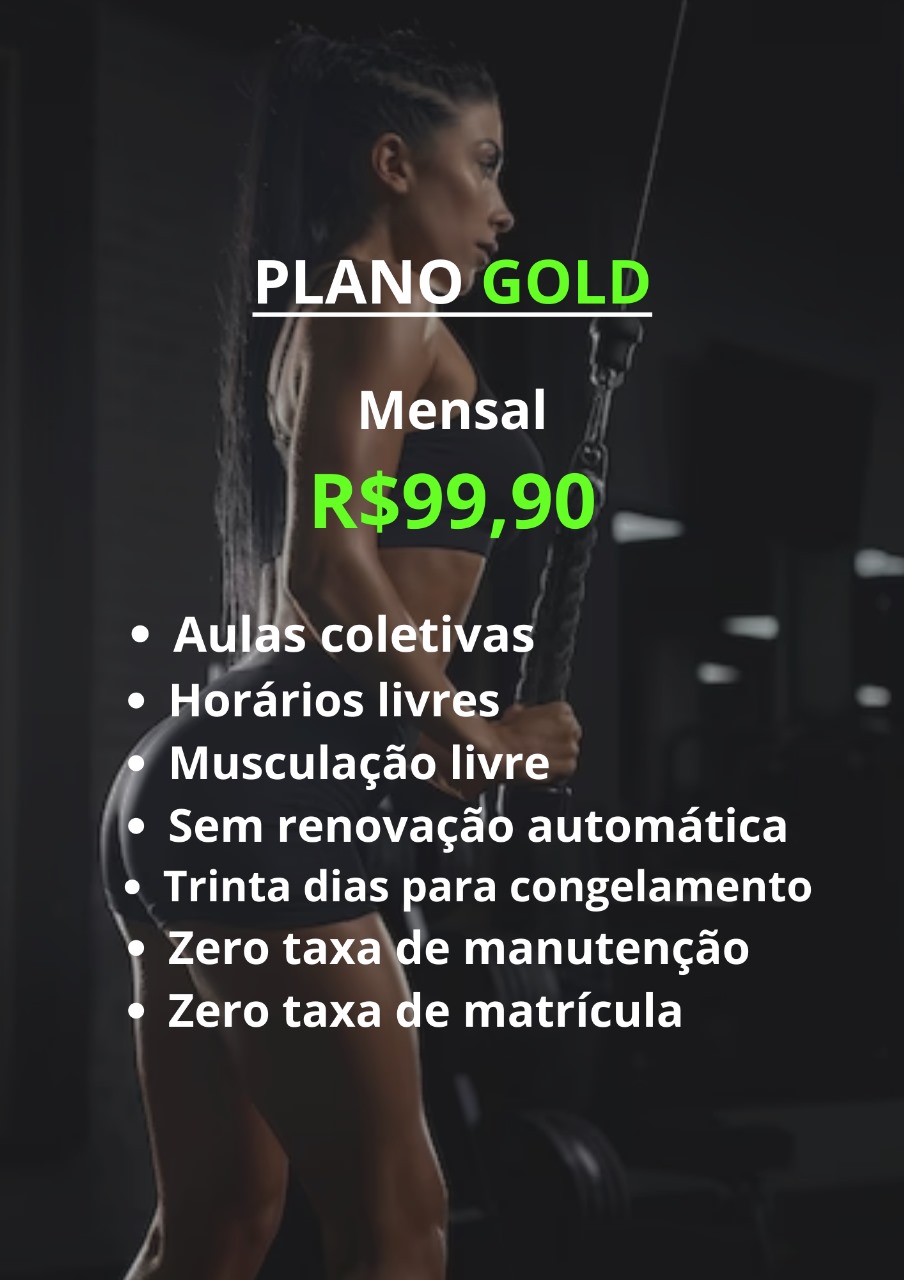 PLANO GOLD
Mensal
R$99,90
• Aulas coletivas
• Horários livres
• Musculação livre
• Sem renovação automática
• Trinta dias para congelamento
• Zero taxa de manutenção
• Zero taxa de matrícula